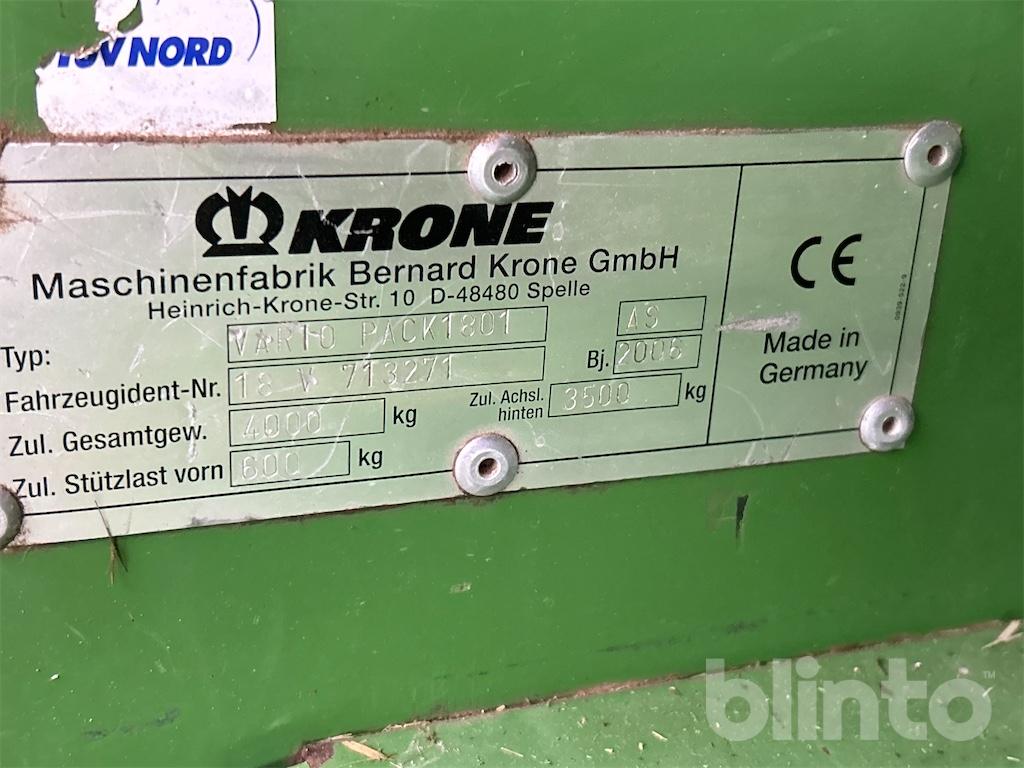 TÜV NORD
KRONE
Maschinenfabrik Bernard Krone GmbH
Heinrich-Krone-Str. 10 D-48480 Spelle
Typ: VARIO PACK1801 AS
Fahrzeugident-Nr. 18 V 713271 Bj. 2006
Zul. Gesamtgew. 4000 kg Zul. Achsl. hinten 3500 kg
Zul. Stützlast vorn 600 kg
CE
Made in
Germany
blinto™